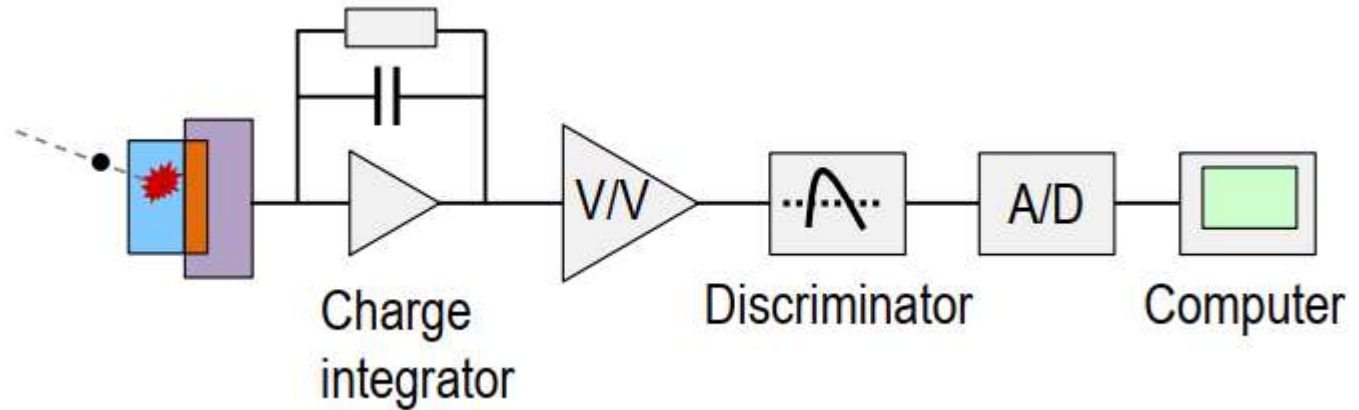 V/V
A/D
Charge
integrator
Discriminator
Computer